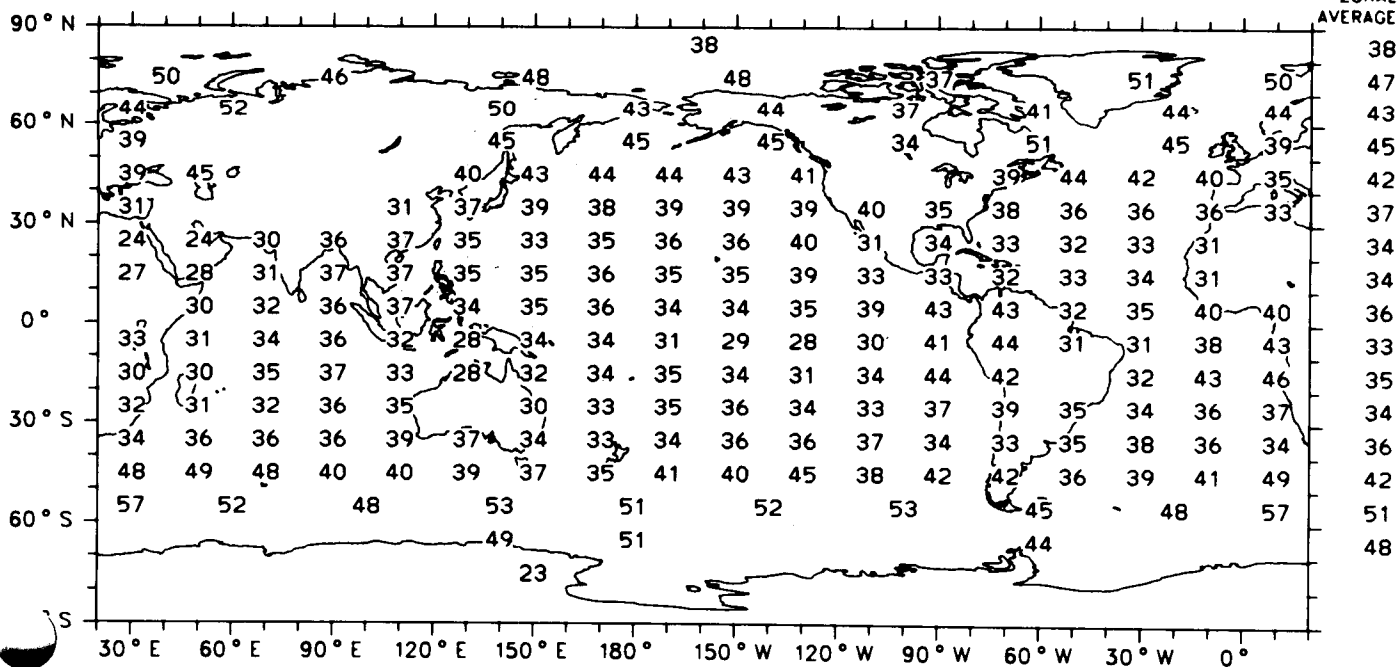 90° N
AVERAGE
38 38
50 46 48 48 37 51 50 47
44 52 50 43 44 37 41 44 44 43
60° N
39 45 45 45 34 51 45 39 45
39 45 40 43 44 44 43 41 39 44 42 40 35 42
31 31 37 39 38 39 39 39 40 35 38 36 36 36 33 37
30° N
24 24 30 36 37 35 33 35 36 36 40 31 34 33 32 33 31 34
27 28 31 37 37 35 35 36 35 35 39 33 33 32 33 34 31 34
30 32 36 37 34 35 36 34 34 35 39 43 43 32 35 40 40 36
0°
33 31 34 36 32 28 34 34 31 29 28 30 41 44 31 31 38 43 33
30 30 35 37 33 28 32 34 35 34 31 34 44 42 32 43 46 35
32 31 32 36 35 30 33 35 36 34 33 37 39 35 34 36 37 34
30° S
34 36 36 36 39 37 34 33 34 36 36 37 34 33 35 38 36 34 36
48 49 48 40 40 39 37 35 41 40 45 38 42 42 36 39 41 49 42
57 52 48 53 51 52 53 45 48 57 51
60° S
49 51 44 48
23
S
30° E 60° E 90° E 120° E 150° E 180° 150° W 120° W 90° W 60° W 30° W 0°